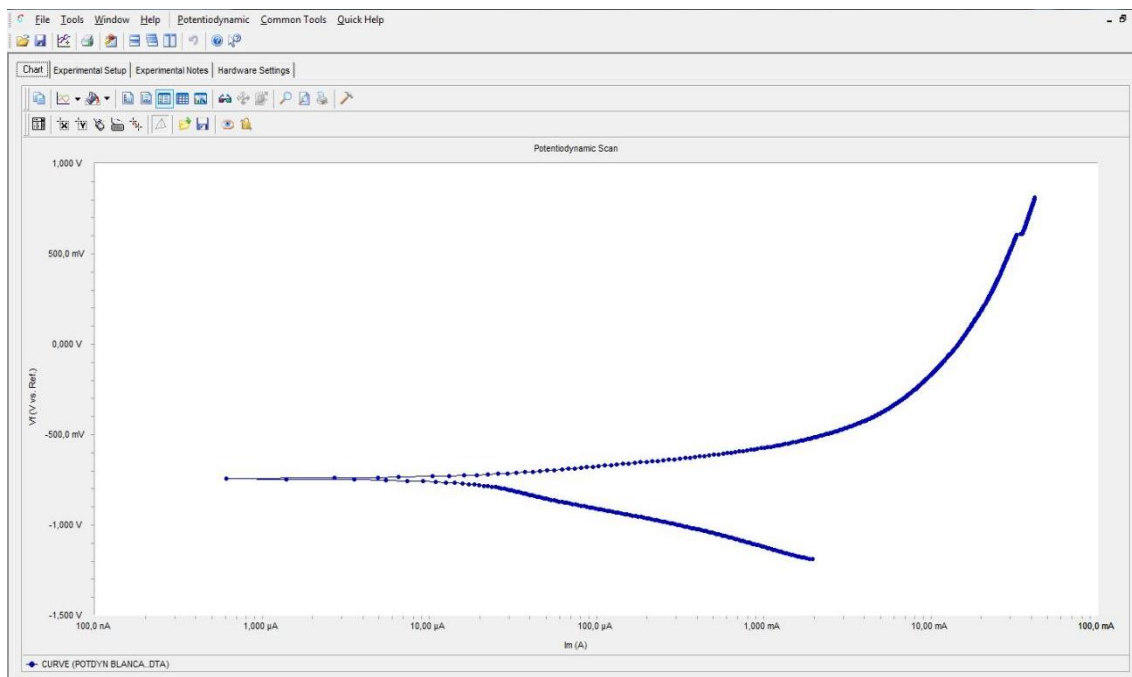 File Tools Window Help Potentiodynamic Common Tools Quick Help
Chart Experimental Setup Experimental Notes Hardware Settings
Potentiodynamic Scan
1,000 V
500,0 mV
0,000 V
-500,0 mV
-1,000 V
-1,500 V
Vf (V vs. Ref.)
100,0 nA 1,000 µA 10,00 µA 100,0 µA 1,000 mA 10,00 mA 100,0 mA
Im (A)
CURVE (POTDYN BLANCA..DTA)